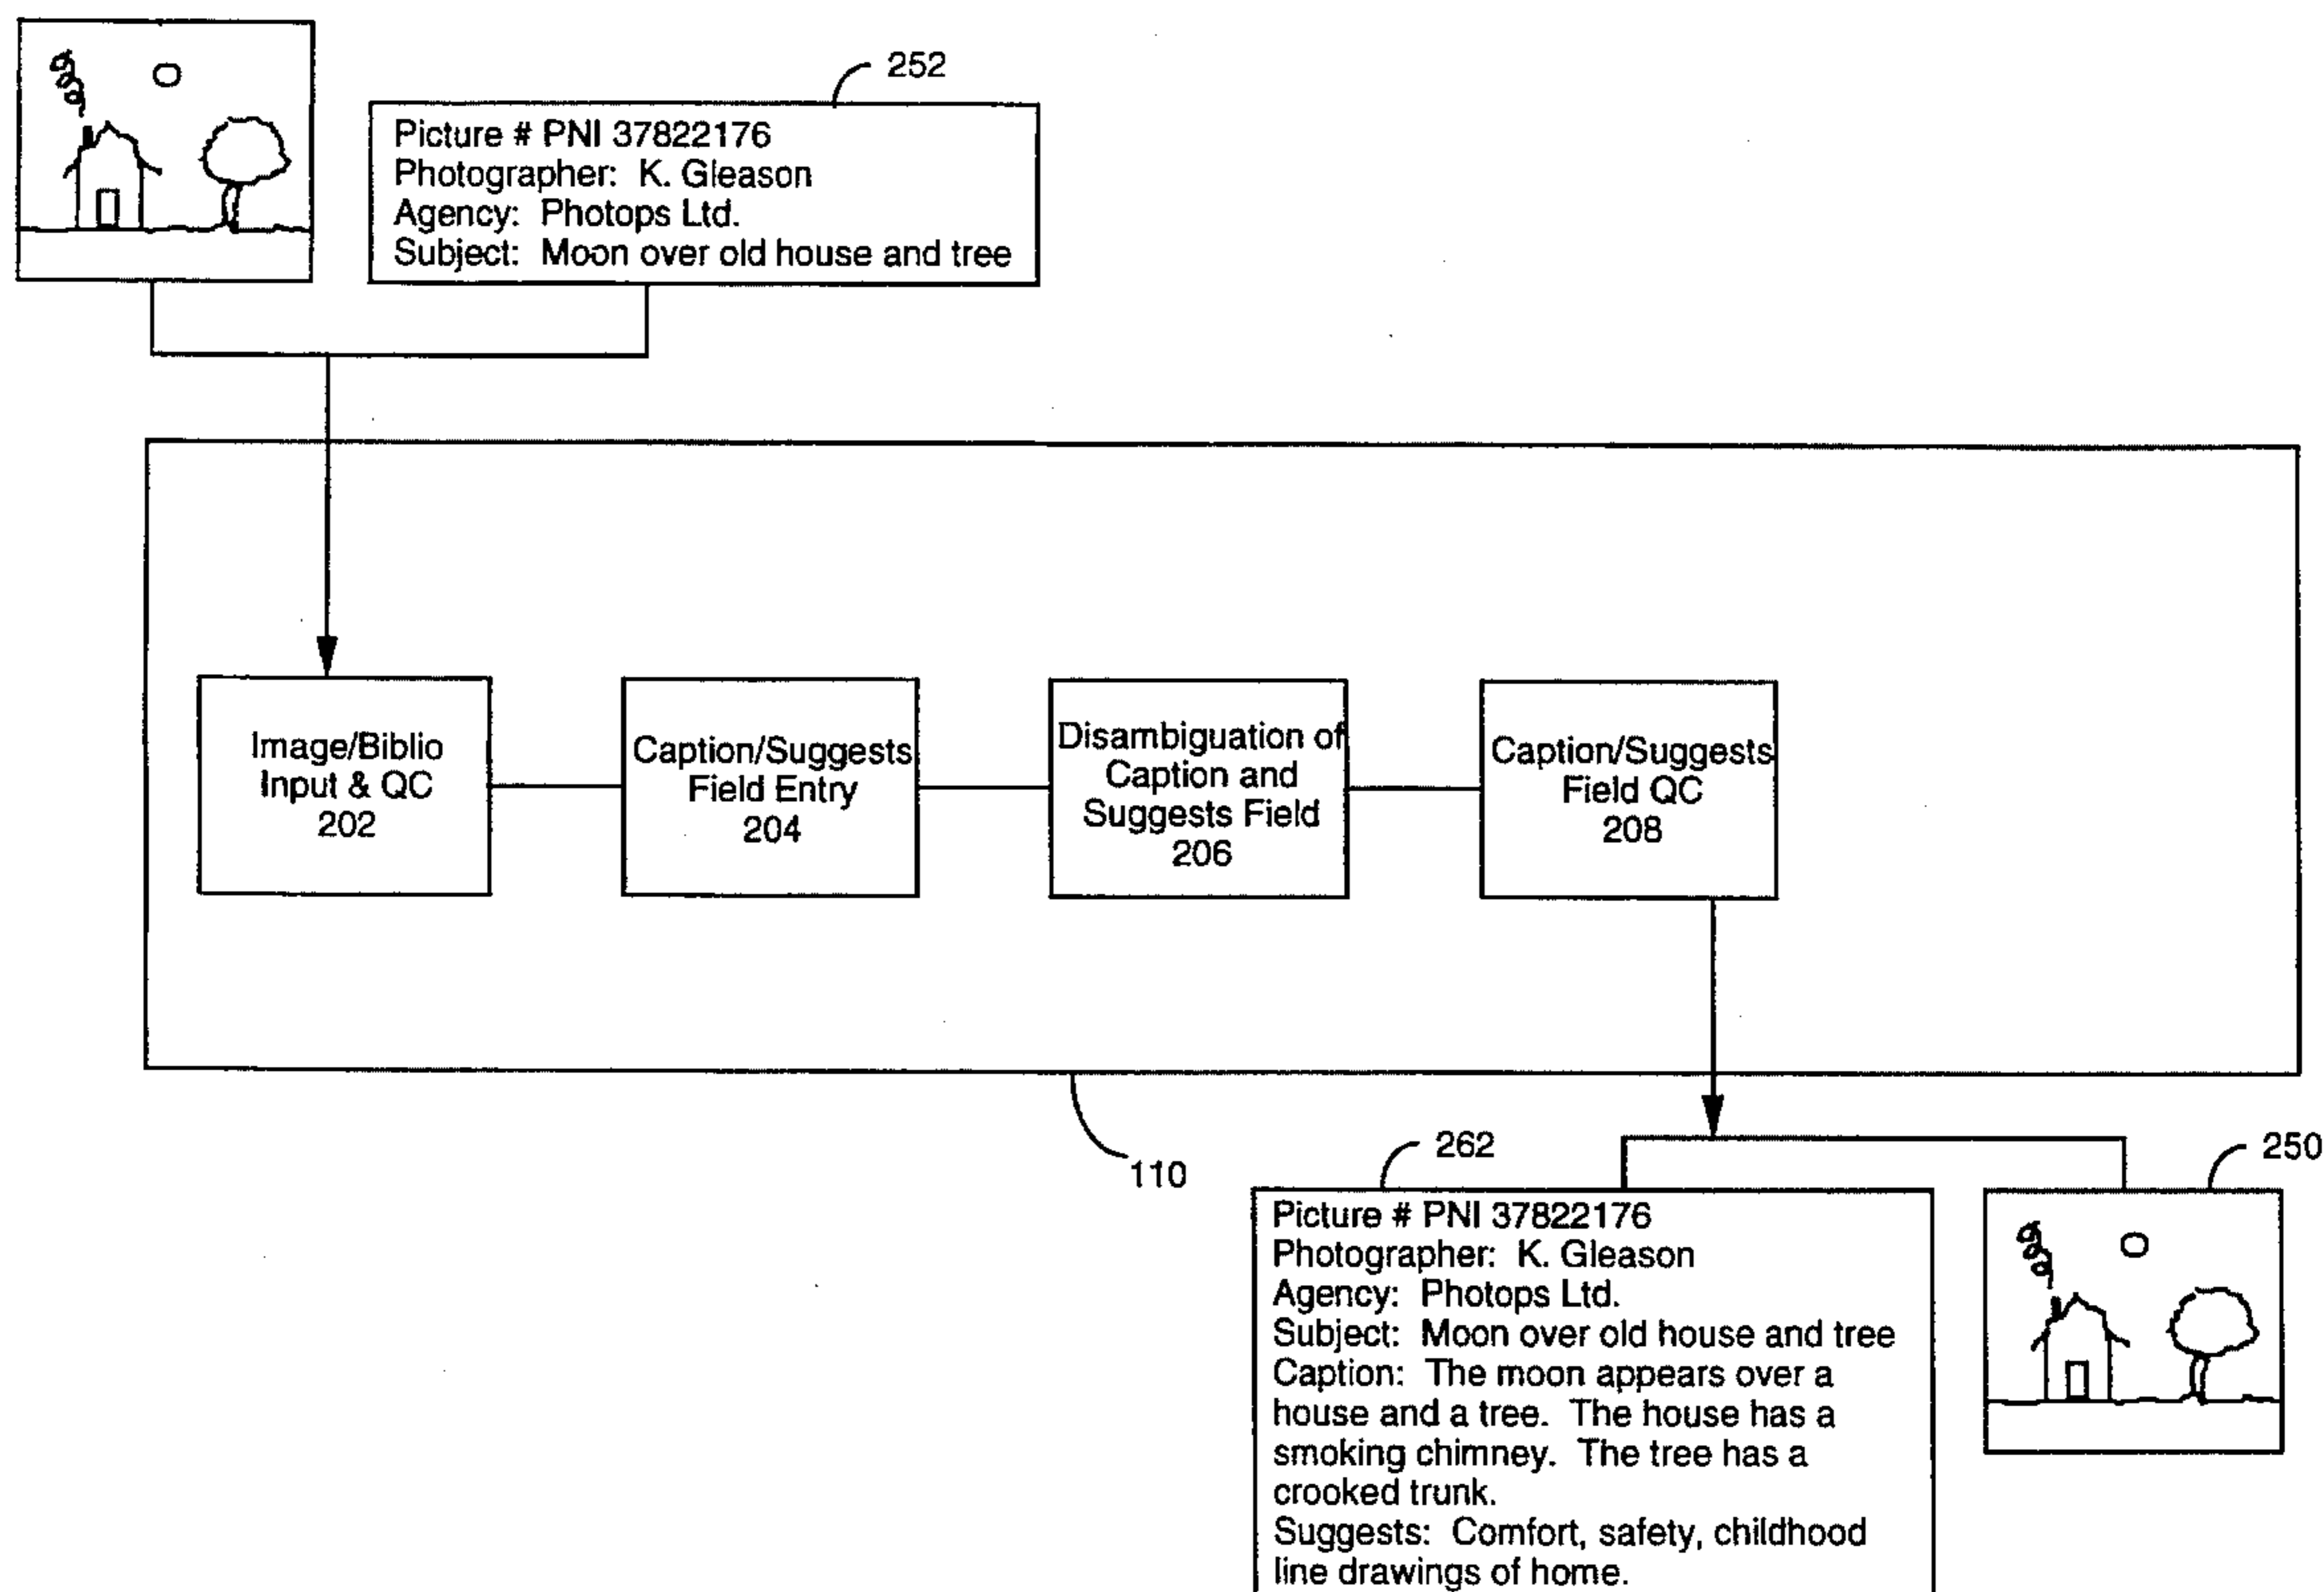 252
Picture # PNI 37822176
Photographer: K. Gleason
Agency: Photops Ltd.
Subject: Moon over old house and tree
Image/Biblio
Input & QC
202
Caption/Suggests
Field Entry
204
Disambiguation of
Caption and
Suggests Field
206
Caption/Suggests
Field QC
208
110
262
250
Picture # PNI 37822176
Photographer: K. Gleason
Agency: Photops Ltd.
Subject: Moon over old house and tree
Caption: The moon appears over a
house and a tree. The house has a
smoking chimney. The tree has a
crooked trunk.
Suggests: Comfort, safety, childhood
line drawings of home.